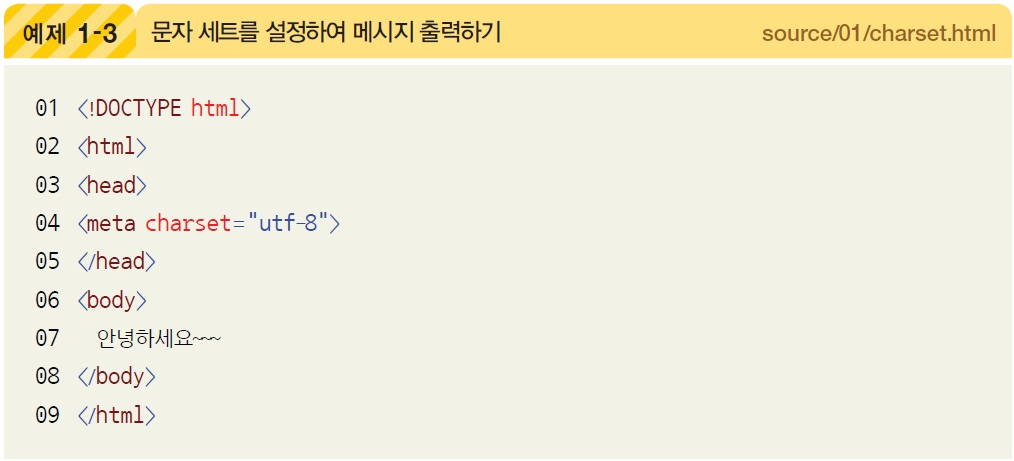 예제 1-3 문자 세트를 설정하여 메시지 출력하기 source/01/charset.html
01 <!DOCTYPE html>
02 <html>
03 <head>
04 <meta charset="utf-8">
05 </head>
06 <body>
07 안녕하세요~~~
08 </body>
09 </html>